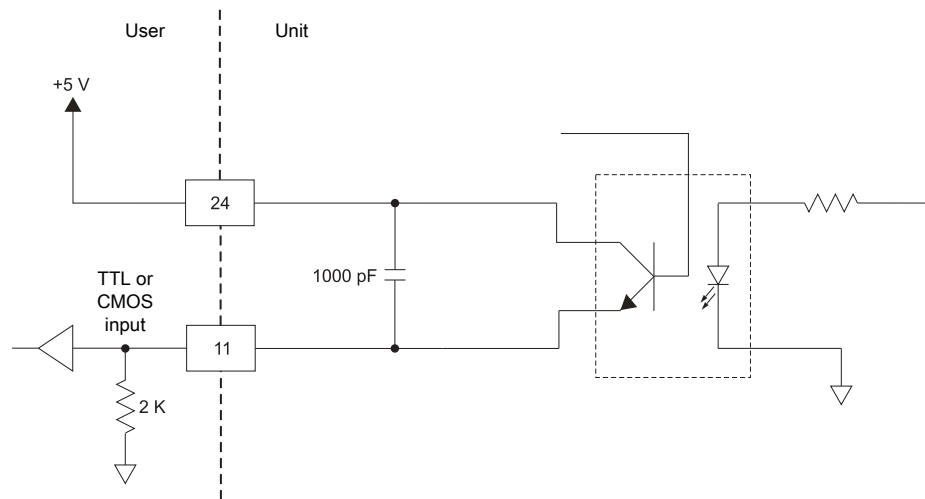 User
Unit
+5 V
24
1000 pF
TTL or
CMOS
input
11
2 K